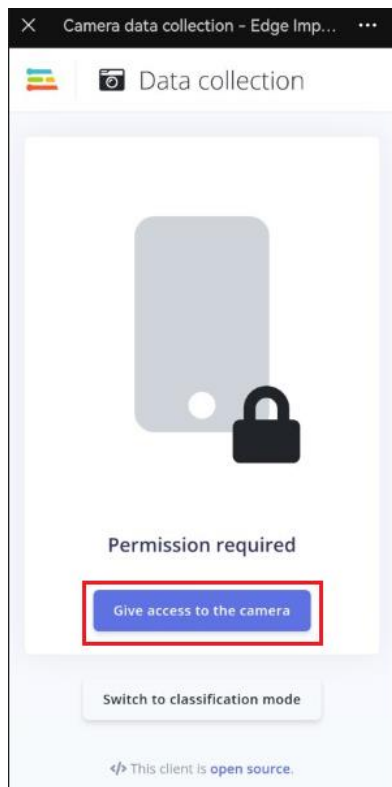 Camera data collection – Edge Imp...
Data collection
Permission required
Give access to the camera
Switch to classification mode
</> This client is open source.